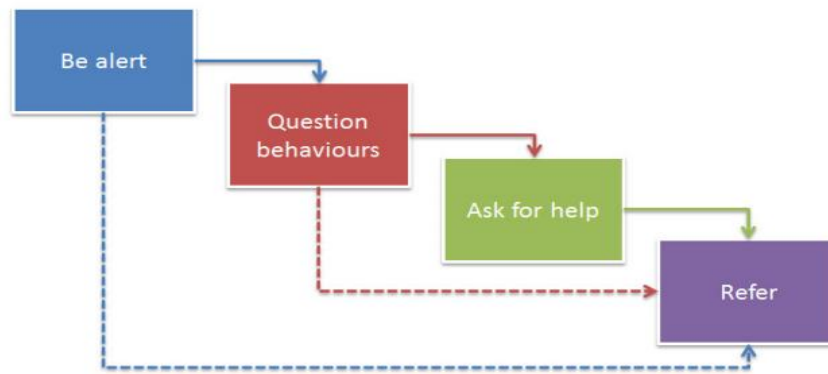 Be alert
Question
behaviours
Ask for help
Refer